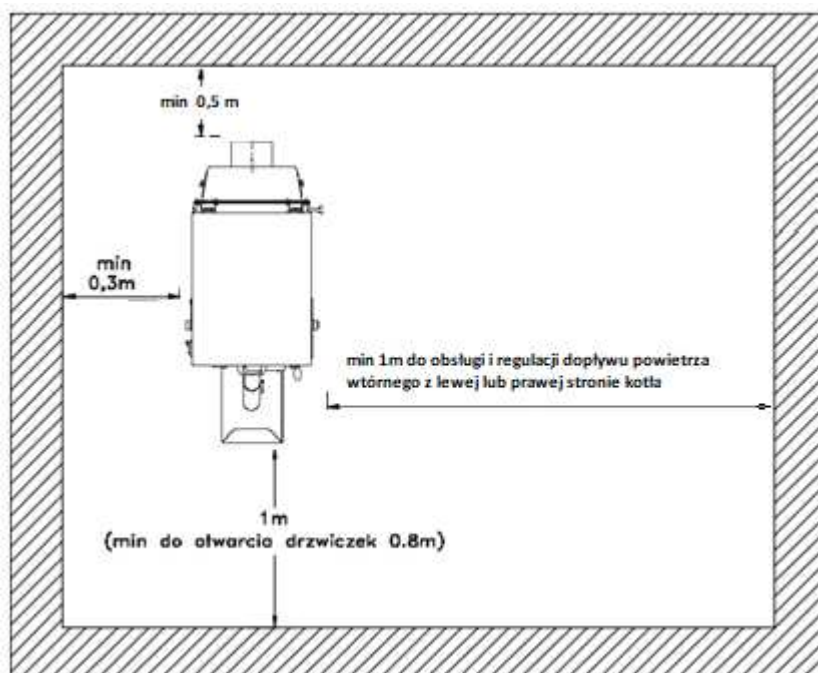 min 0,5 m
min
0,3m
min 1m do obsługi i regulacji dopływu powietrza
wtórnego z lewej lub prawej stronie kotła
1m
(min do otwarcia drzwiczek 0.8m)